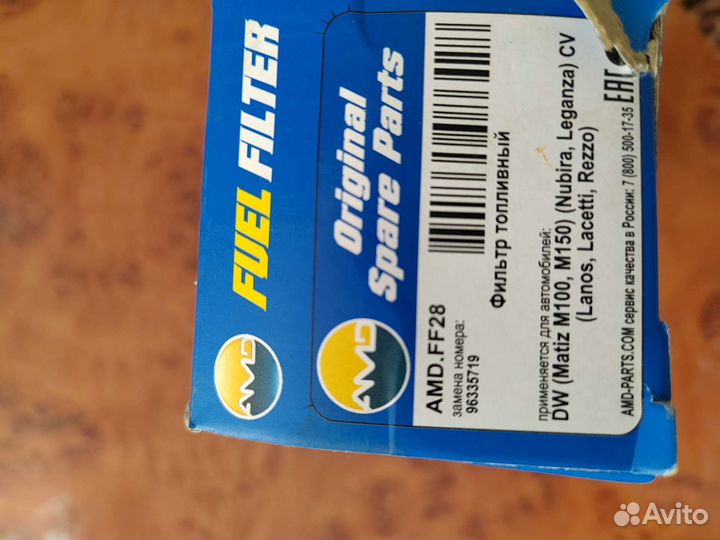 AMD FUEL FILTER
AMD Original
Spare Parts
AMD.FF28
замена номера:
96335719
Фильтр топливный
применяется для автомобилей:
DW (Matiz M100, M150) (Nubira, Leganza) CV
(Lanos, Lacetti, Rezzo)
AMD-PARTS.COM сервис качества в России: 7 (800) 500-17-35
EAC
Avito